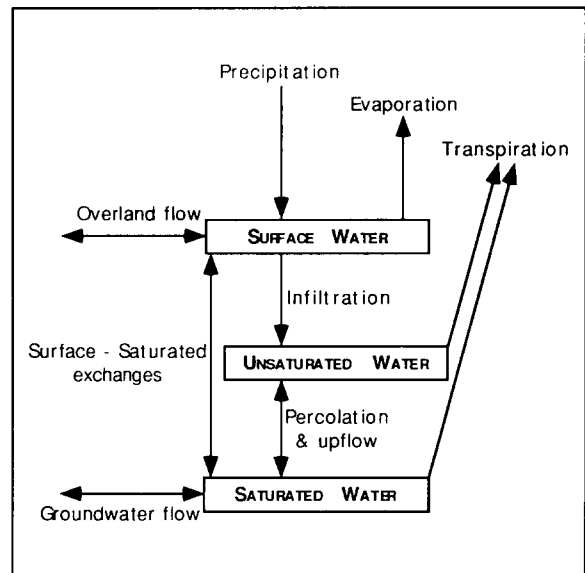 Precipitation
Evaporation
Transpiration
Overland flow
SURFACE WATER
Infiltration
Surface - Saturated
exchanges
UNSATURATED WATER
Percolation
& upflow
SATURATED WATER
Groundwater flow